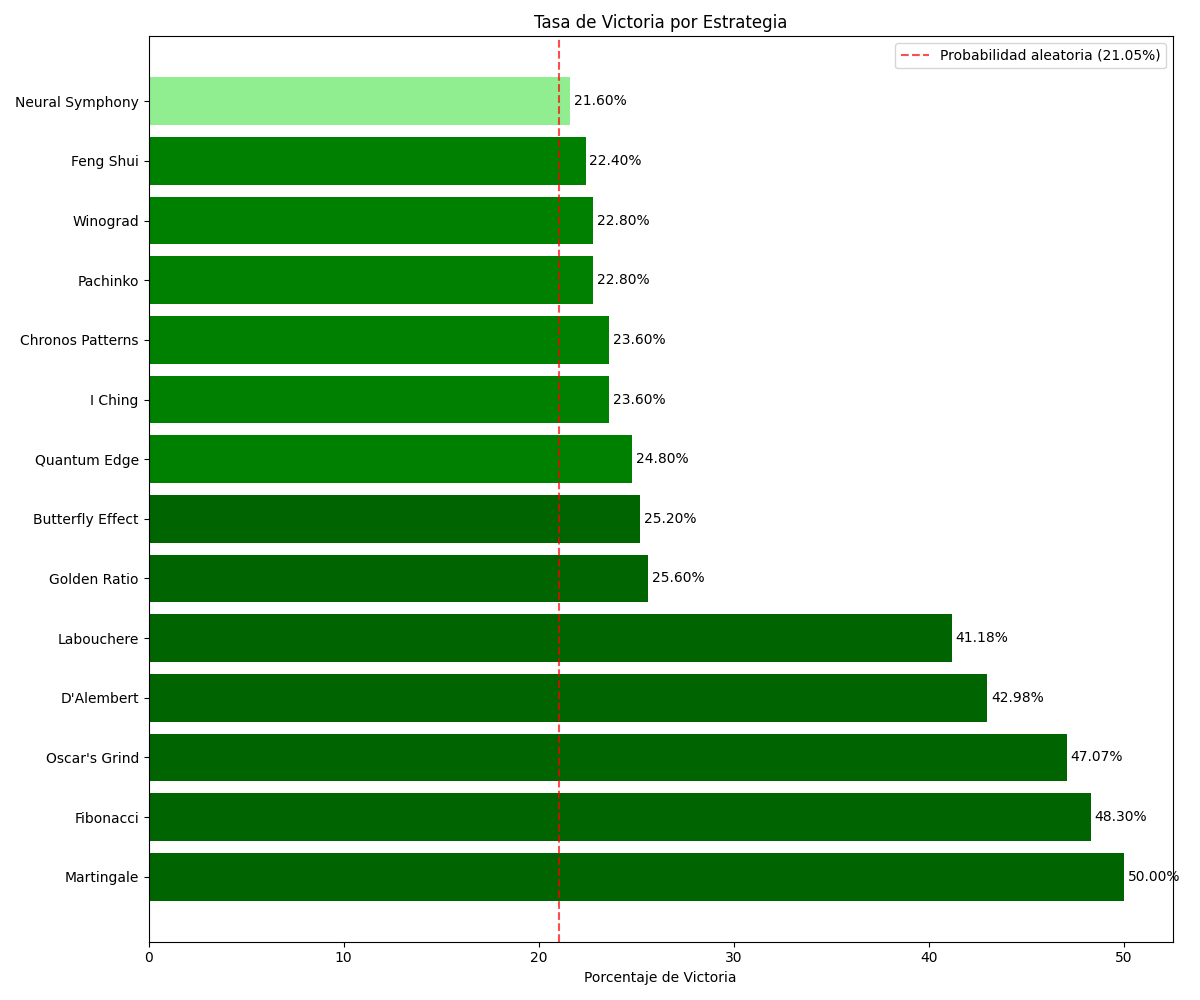 Tasa de Victoria por Estrategia
Probabilidad aleatoria (21.05%)
Neural Symphony 21.60%
Feng Shui 22.40%
Winograd 22.80%
Pachinko 22.80%
Chronos Patterns 23.60%
I Ching 23.60%
Quantum Edge 24.80%
Butterfly Effect 25.20%
Golden Ratio 25.60%
Labouchere 41.18%
D'Alembert 42.98%
Oscar's Grind 47.07%
Fibonacci 48.30%
Martingale 50.00%
0 10 20 30 40 50
Porcentaje de Victoria